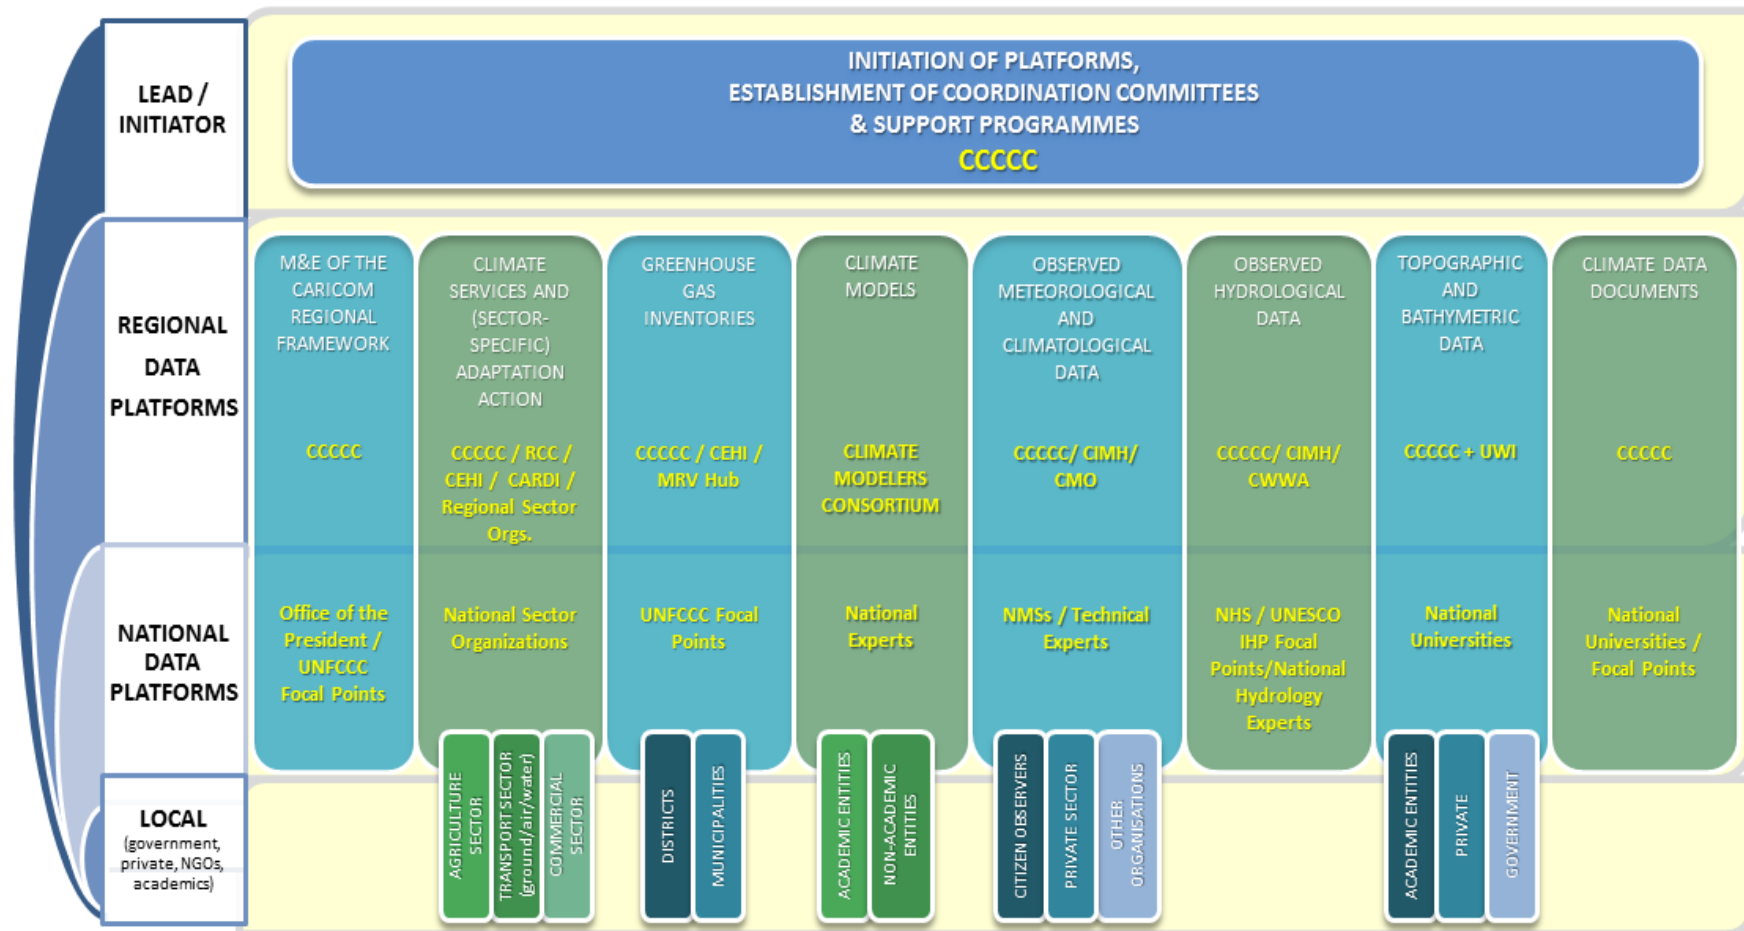 LEAD /
INITIATOR
INITIATION OF PLATFORMS,
ESTABLISHMENT OF COORDINATION COMMITTEES
& SUPPORT PROGRAMMES
CCCCC
REGIONAL
DATA
PLATFORMS
M&E OF THE
CARICOM
REGIONAL
FRAMEWORK
CCCCC
CLIMATE
SERVICES AND
(SECTOR-
SPECIFIC)
ADAPTATION
ACTION
CCCCC / RCC /
CEHI / CARDI /
Regional Sector
Orgs.
GREENHOUSE
GAS
INVENTORIES
CCCCC / CEHI /
MRV Hub
CLIMATE
MODELS
CLIMATE
MODELERS
CONSORTIUM
OBSERVED
METEOROLOGICAL
AND
CLIMATOLOGICAL
DATA
CCCCC/ CIMH/
CMO
OBSERVED
HYDROLOGICAL
DATA
CCCCC/ CIMH/
CWWA
TOPOGRAPHIC
AND
BATHYMETRIC
DATA
CCCCC + UWI
CLIMATE DATA
DOCUMENTS
CCCCC
NATIONAL
DATA
PLATFORMS
Office of the
President /
UNFCCC
Focal Points
National Sector
Organizations
UNFCCC Focal
Points
National
Experts
NMSs / Technical
Experts
NHS / UNESCO
IHP Focal
Points/National
Hydrology
Experts
National
Universities
National
Universities /
Focal Points
LOCAL
(government,
private, NGOs,
academics)
AGRICULTURE
SECTOR
TRANSPORT SECTOR
(ground/air/water)
COMMERCIAL
SECTOR
DISTRICTS
MUNICIPALITIES
ACADEMIC ENTITIES
NON-ACADEMIC
ENTITIES
CITIZEN OBSERVERS
PRIVATE SECTOR
OTHER
ORGANISATIONS
ACADEMIC ENTITIES
PRIVATE
GOVERNMENT